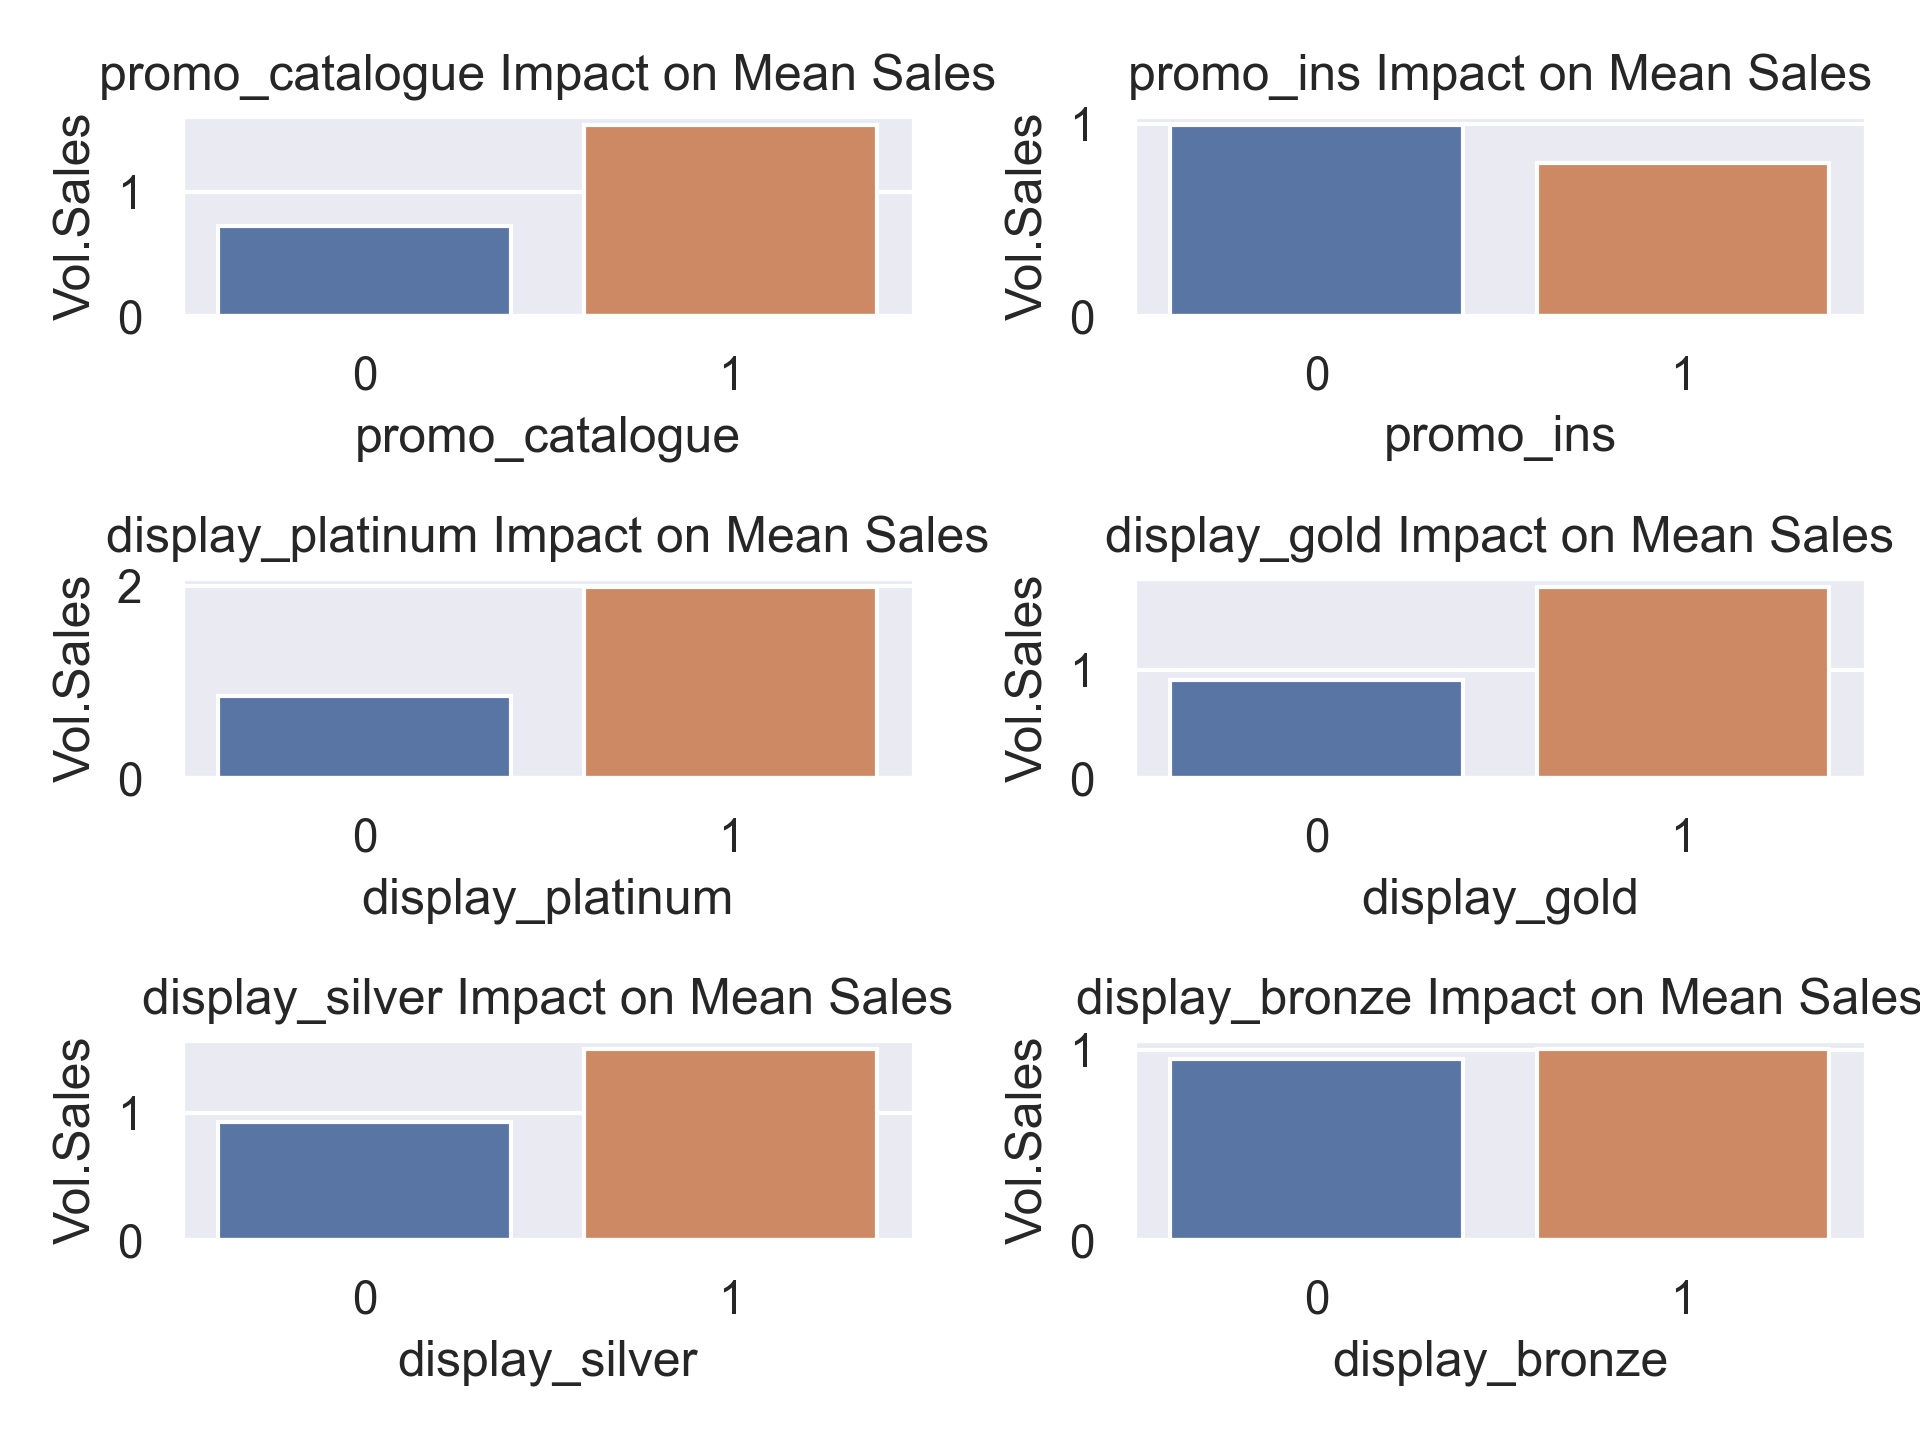 promo_catalogue Impact on Mean Sales
Vol.Sales
1
0
0 1
promo_catalogue
promo_ins Impact on Mean Sales
Vol.Sales
1
0
0 1
promo_ins
display_platinum Impact on Mean Sales
Vol.Sales
2
0
0 1
display_platinum
display_gold Impact on Mean Sales
Vol.Sales
1
0
0 1
display_gold
display_silver Impact on Mean Sales
Vol.Sales
1
0
0 1
display_silver
display_bronze Impact on Mean Sales
Vol.Sales
1
0
0 1
display_bronze